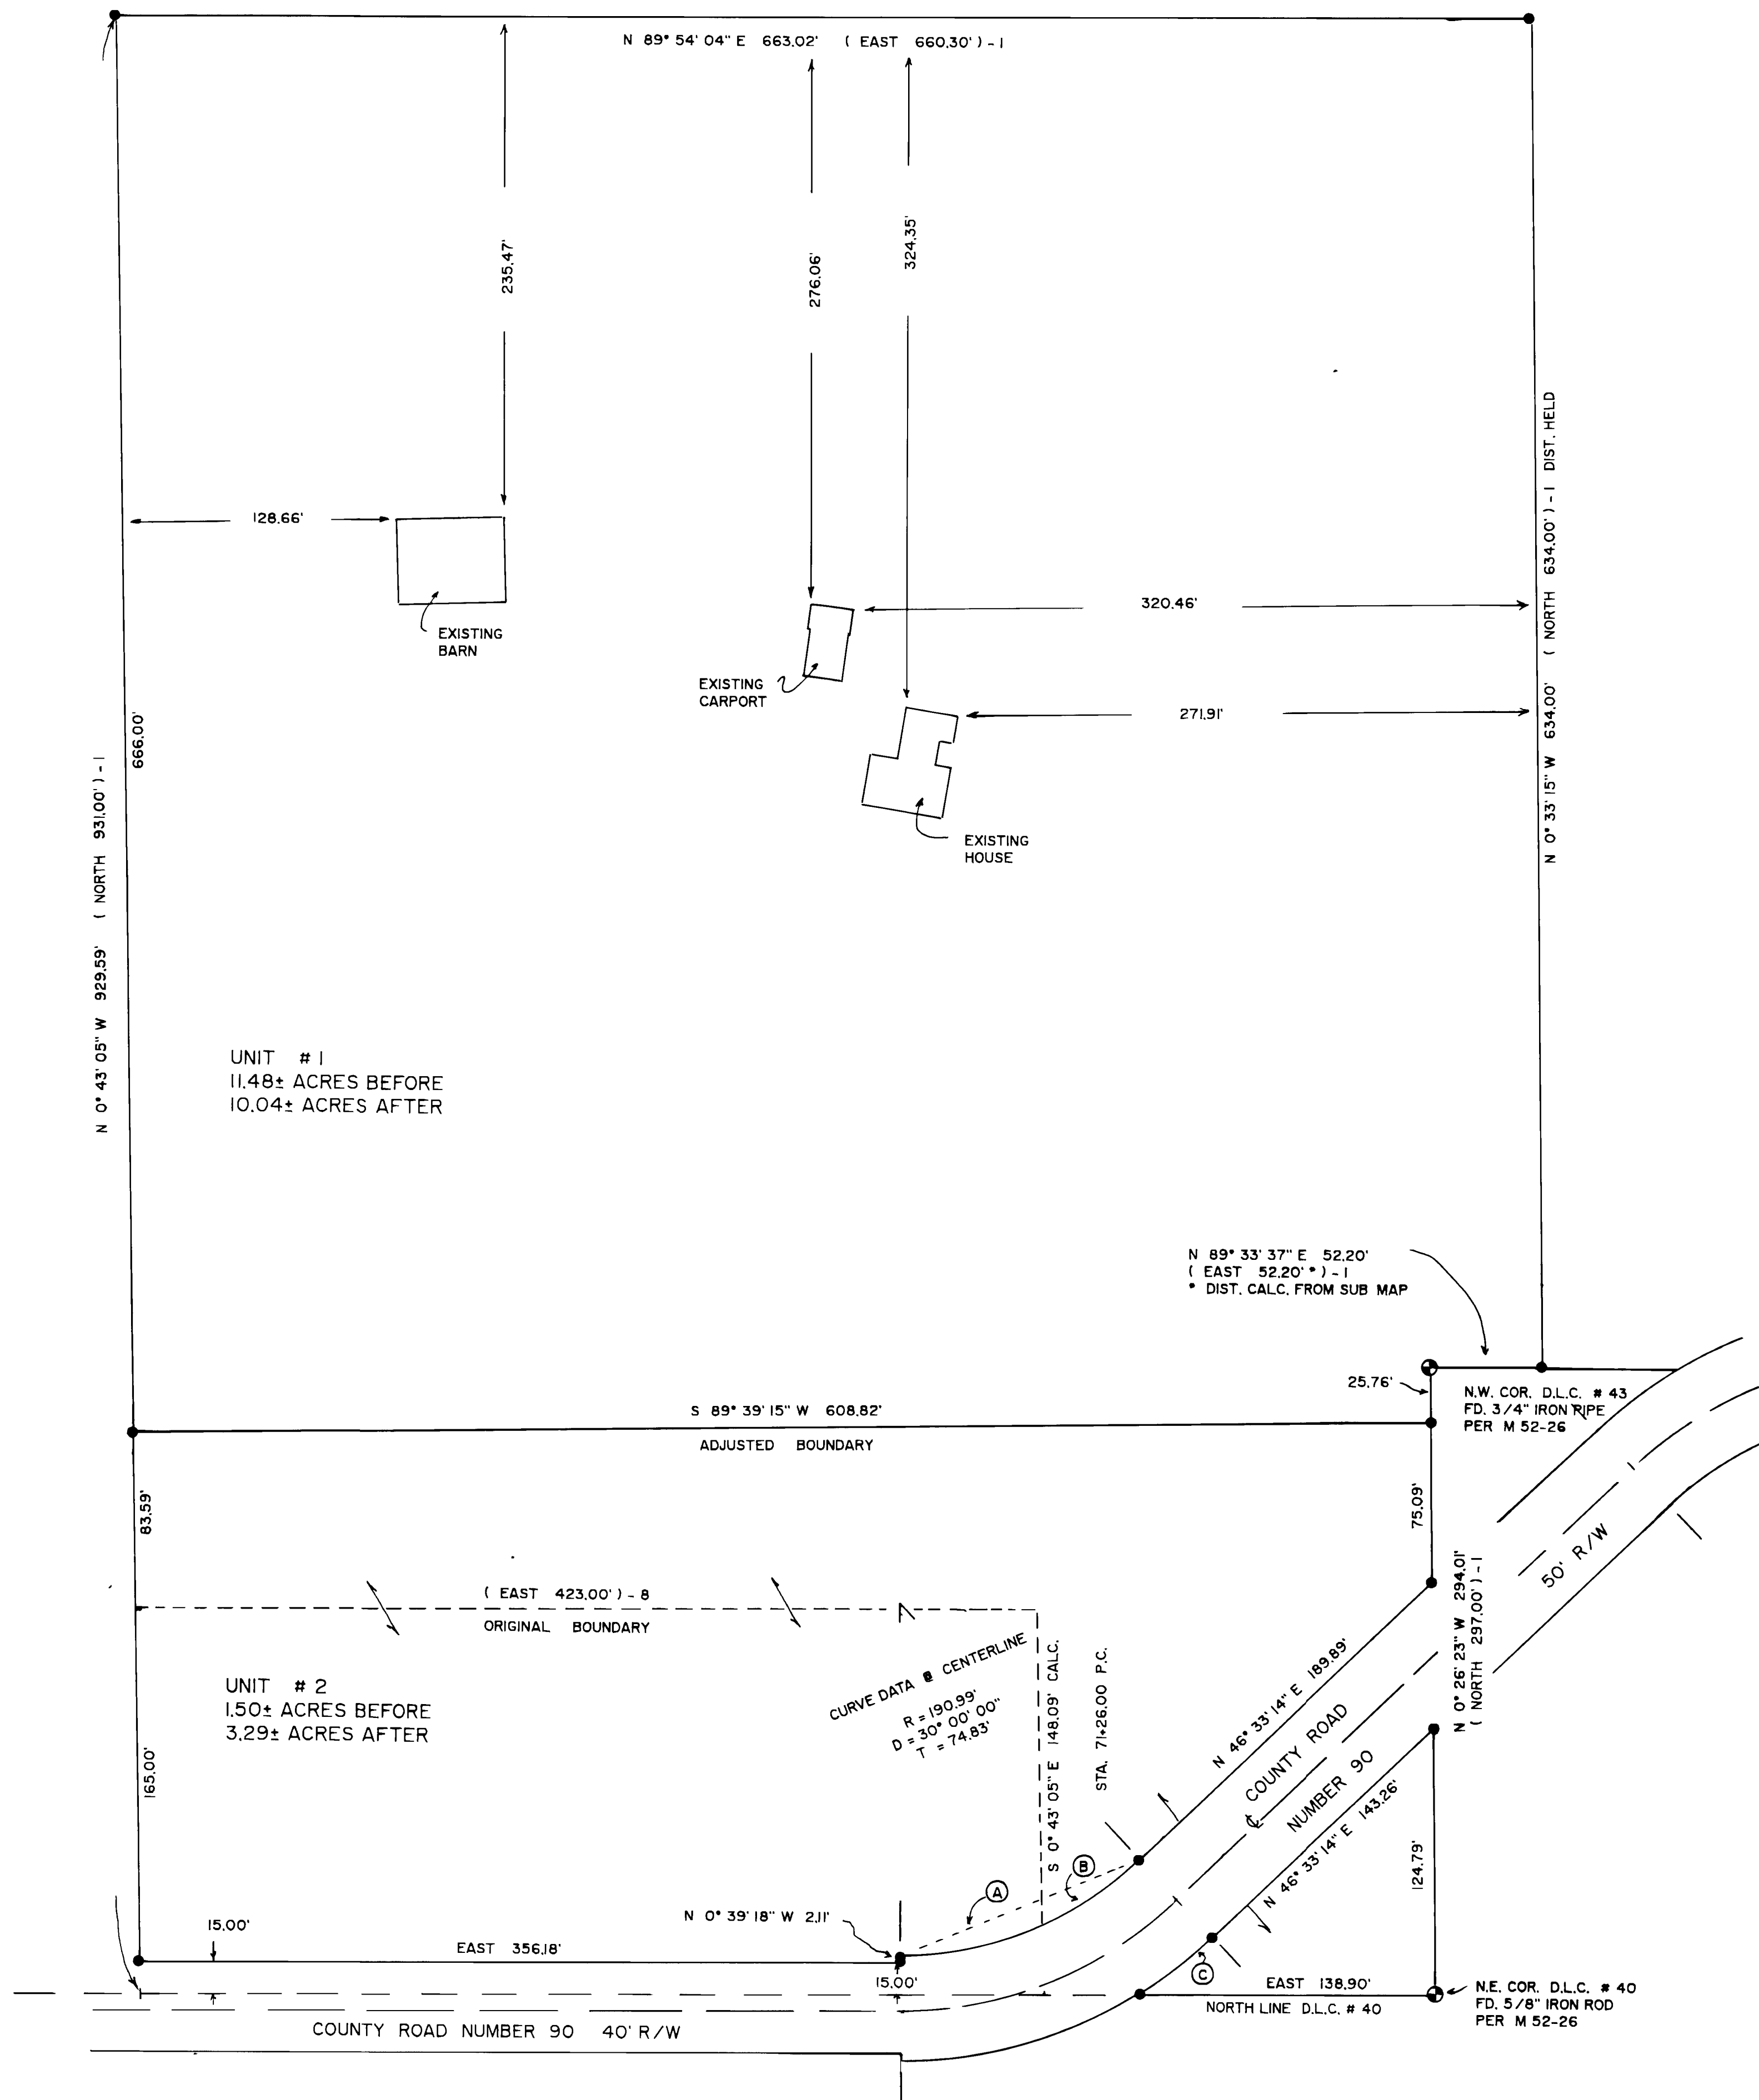 N 89° 54' 04" E 663.02' ( EAST 660.30' ) - 1
235.47'
276.06'
324.35'
128.66'
EXISTING
BARN
320.46'
EXISTING
CARPORT
271.91'
EXISTING
HOUSE
N 0° 33' 15" W 634.00' ( NORTH 634.00' ) - 1 DIST. HELD
666.00'
N 0° 43' 05" W 929.59' ( NORTH 931.00' ) - 1
UNIT # 1
11.48± ACRES BEFORE
10.04± ACRES AFTER
N 89° 33' 37" E 52.20'
( EAST 52.20' * ) - 1
* DIST. CALC. FROM SUB MAP
25.76'
N.W. COR. D.L.C. # 43
FD. 3/4" IRON PIPE
PER M 52-26
S 89° 39' 15" W 608.82'
ADJUSTED BOUNDARY
83.59'
75.09'
50' R/W
( EAST 423.00' ) - 8
ORIGINAL BOUNDARY
N 0° 26' 23" W 294.01'
( NORTH 297.00' ) - 1
CURVE DATA @ CENTERLINE
R = 190.99'
D = 30° 00' 00"
T = 74.83'
S 0° 43' 05" E 148.09' CALC.
STA. 71+26.00 P.C.
UNIT # 2
1.50± ACRES BEFORE
3.29± ACRES AFTER
165.00'
N 46° 33' 14" E 189.89'
COUNTY ROAD
NUMBER 90
N 46° 33' 14" E 143.26'
124.79'
A
B
C
N 0° 39' 18" W 2.11'
15.00'
EAST 356.18'
15.00'
EAST 138.90'
NORTH LINE D.L.C. # 40
N.E. COR. D.L.C. # 40
FD. 5/8" IRON ROD
PER M 52-26
COUNTY ROAD NUMBER 90 40' R/W